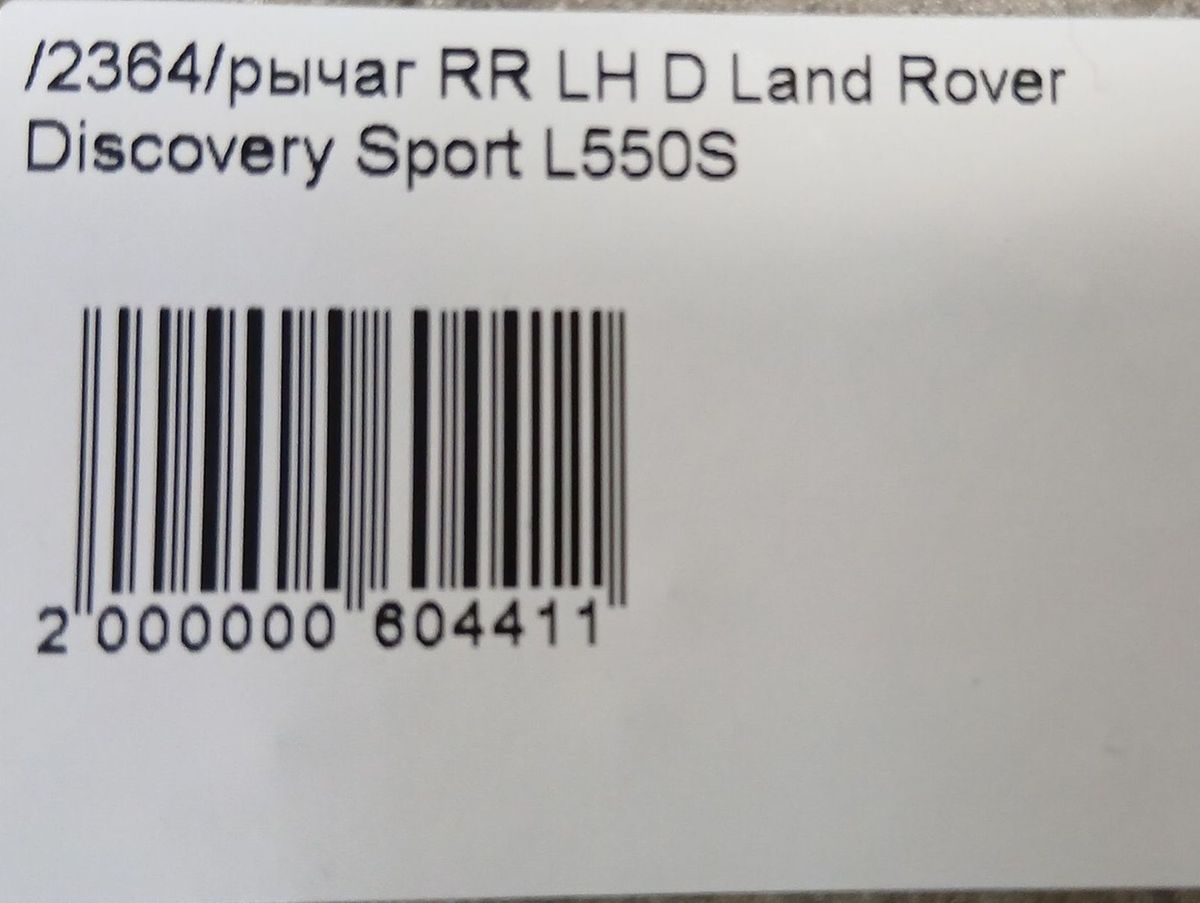 /2364/рычаг RR LH D Land Rover
Discovery Sport L550S
2 000000 604411